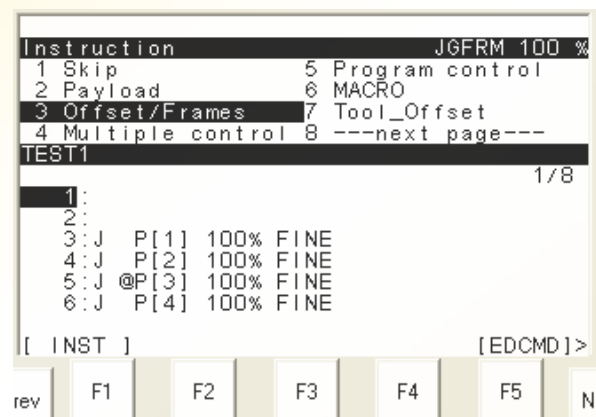 Instruction JGFRM 100 %
1 Skip 5 Program control
2 Payload 6 MACRO
3 Offset/Frames 7 Tool_Offset
4 Multiple control 8 ---next page---
TEST1
1/8
1:
2:
3:J P[1] 100% FINE
4:J P[2] 100% FINE
5:J @P[3] 100% FINE
6:J P[4] 100% FINE
[ INST ] [EDCMD]>
rev F1 F2 F3 F4 F5 N